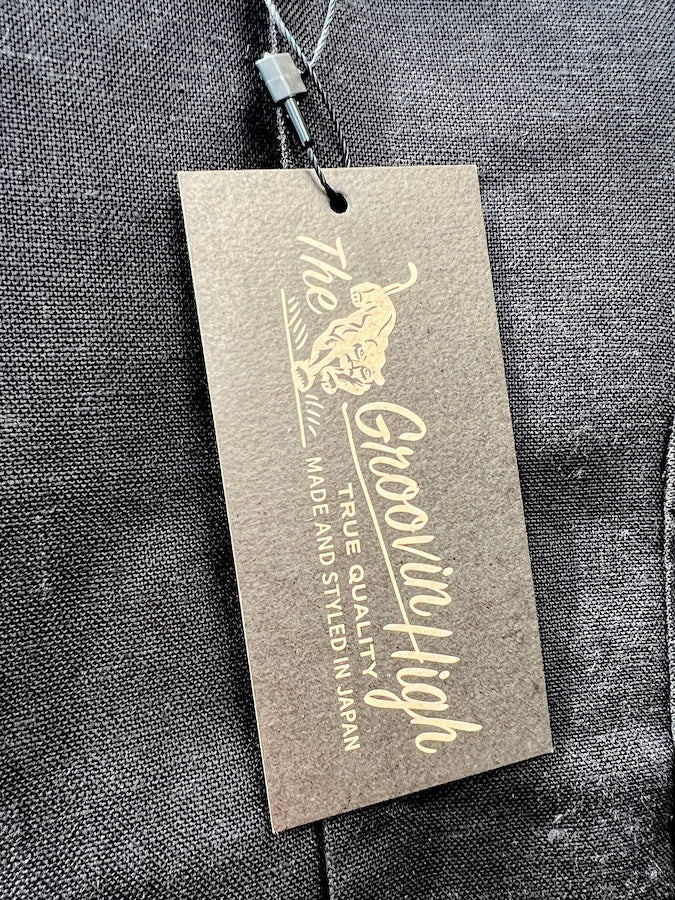 The
Groovin High
TRUE QUALITY
MADE AND STYLED IN JAPAN